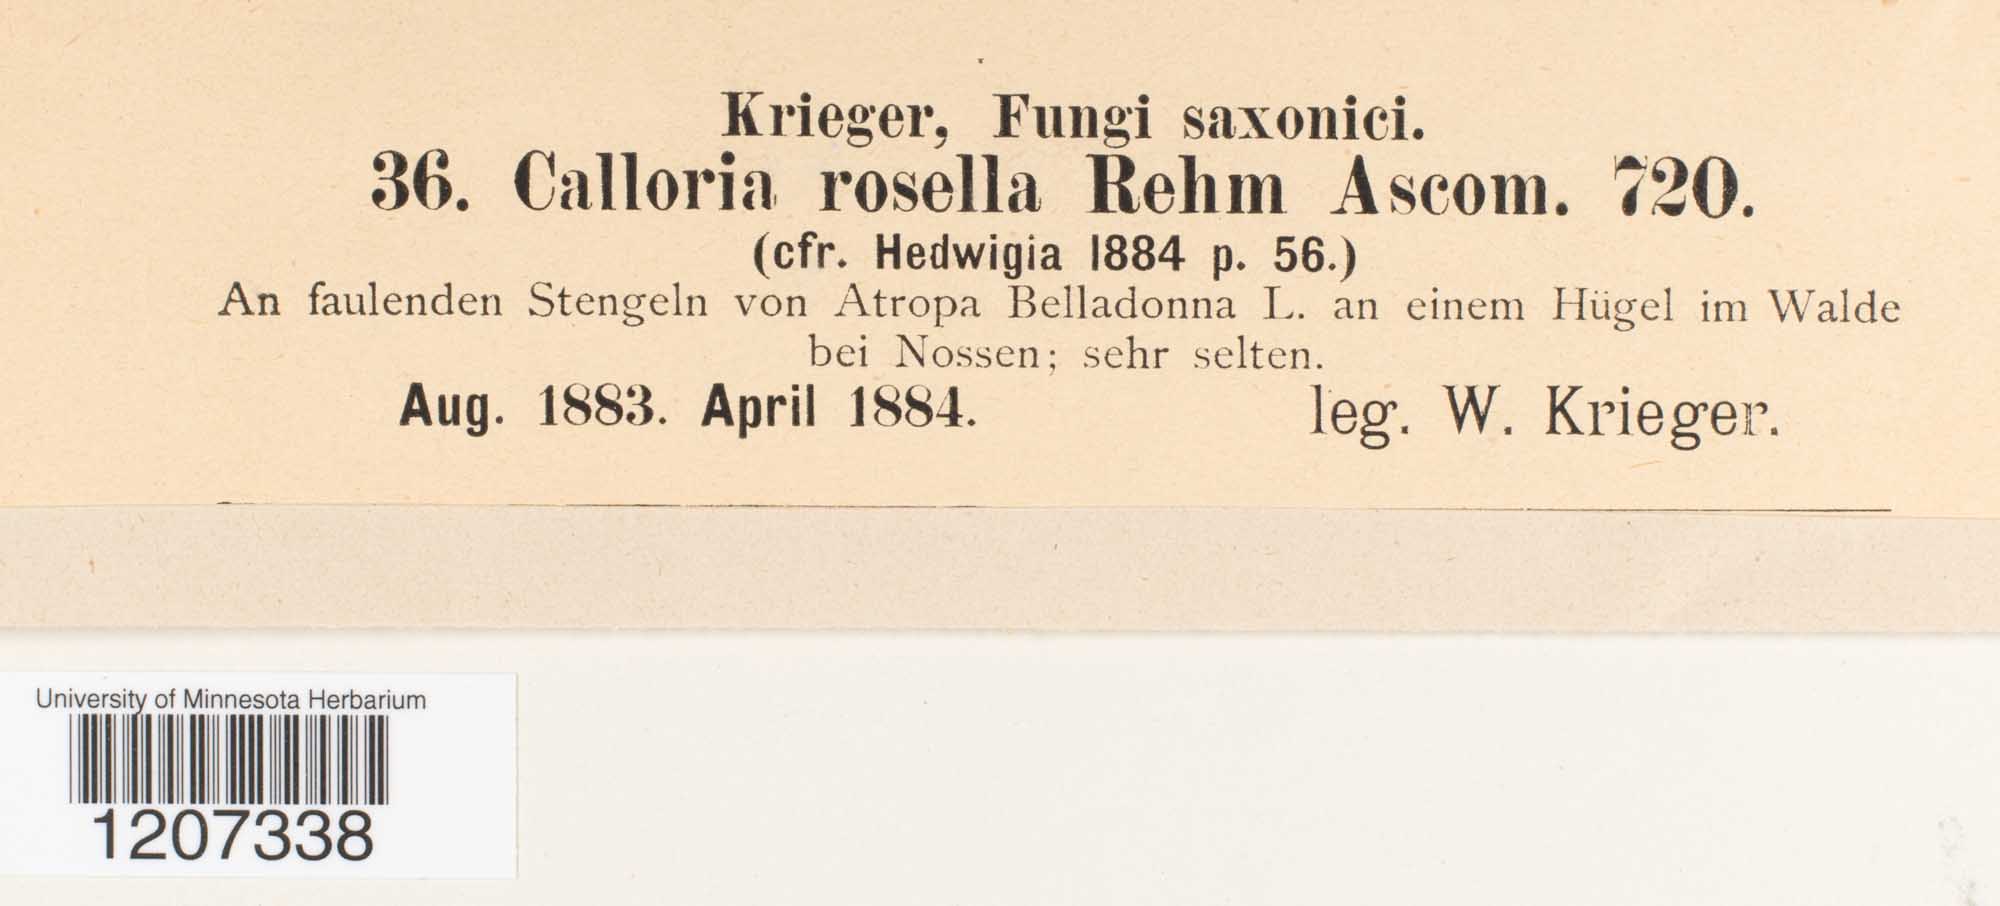 Krieger, Fungi saxonici.
36. Calloria rosella Rehm Ascom. 720.
(cfr. Hedwigia 1884 p. 56.)
An faulenden Stengeln von Atropa Belladonna L. an einem Hügel im Walde
bei Nossen; sehr selten.
Aug. 1883. April 1884. leg. W. Krieger.
University of Minnesota Herbarium
1207338